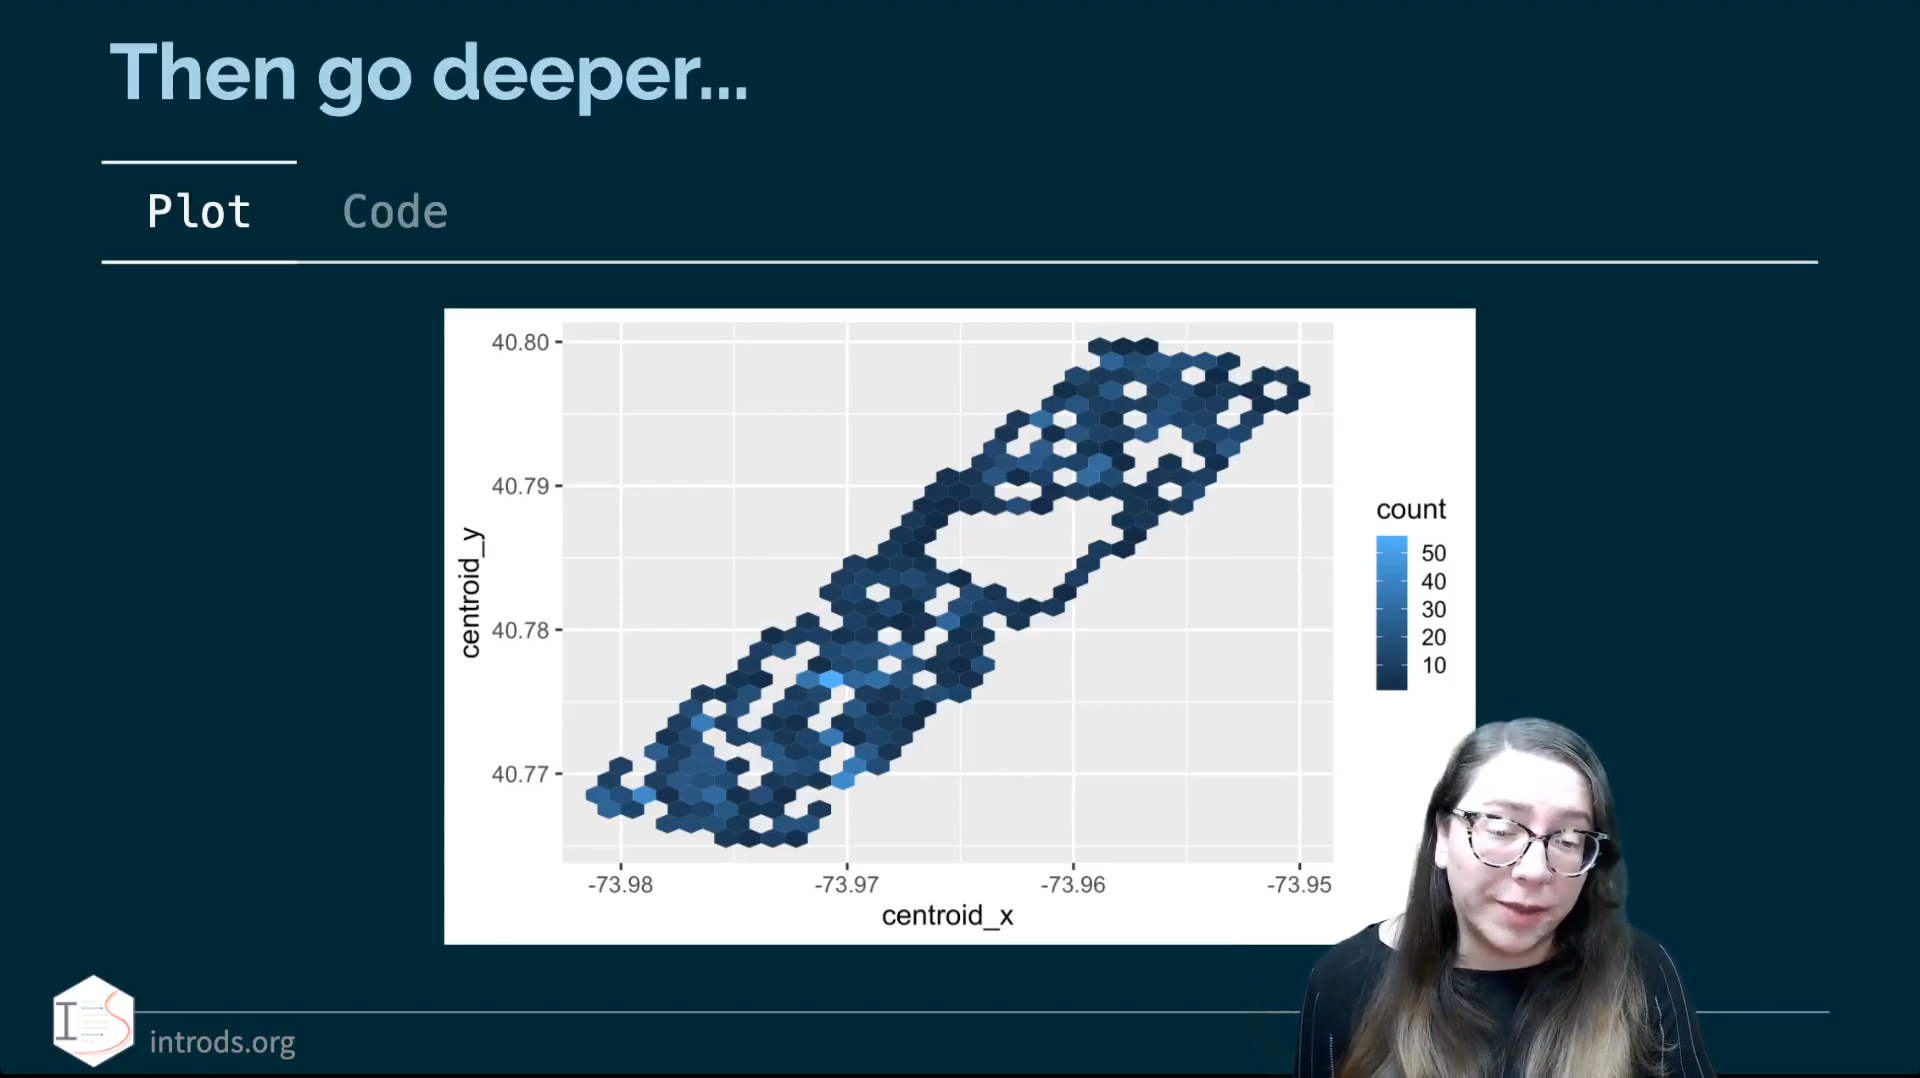 Then go deeper...
Plot
Code
40.80
40.79
40.78
40.77
centroid_y
-73.98
-73.97
-73.96
-73.95
centroid_x
count
50
40
30
20
10
IS
introds.org